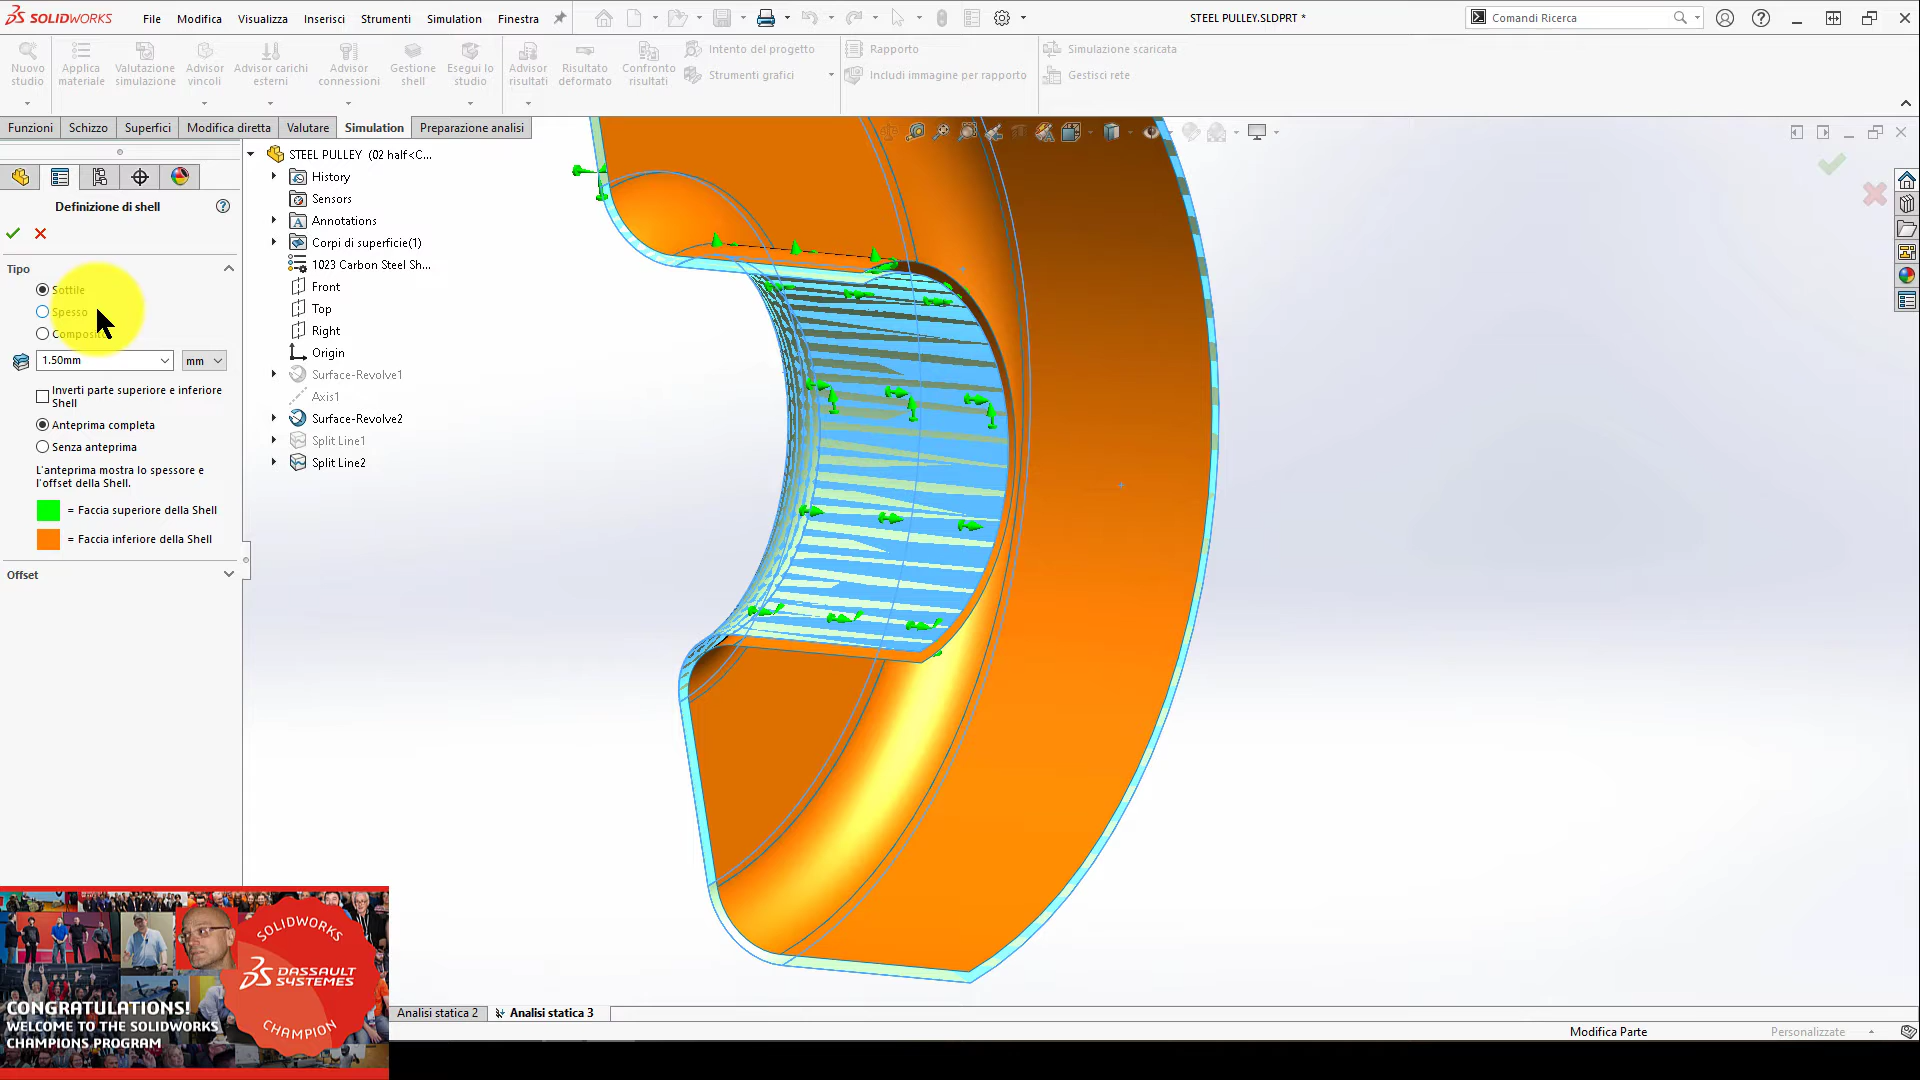 SOLIDWORKS
File
Modifica
Visualizza
Inserisci
Strumenti
Simulation
Finestra
STEEL PULLEY.SLDPRT *
Comandi Ricerca
Nuovo studio
Applica materiale
Valutazione simulazione
Advisor vincoli
Advisor carichi esterni
Advisor connessioni
Gestione shell
Esegui lo studio
Advisor risultati
Risultato deformato
Confronto risultati
Intento del progetto
Strumenti grafici
Rapporto
Includi immagine per rapporto
Simulazione scaricata
Gestisci rete
Funzioni
Schizzo
Superfici
Modifica diretta
Valutare
Simulation
Preparazione analisi
Definizione di shell
Tipo
Sottile
Spesso
Composito
1.50mm
mm
Inverti parte superiore e inferiore
Shell
Anteprima completa
Senza anteprima
L'anteprima mostra lo spessore e
l'offset della Shell.
= Faccia superiore della Shell
= Faccia inferiore della Shell
Offset
STEEL PULLEY (02 half<C...
History
Sensors
Annotations
Corpi di superficie(1)
1023 Carbon Steel Sh...
Front
Top
Right
Origin
Surface-Revolve1
Axis1
Surface-Revolve2
Split Line1
Split Line2
SOLIDWORKS
DASSAULT
SYSTEMES
CHAMPION
CONGRATULATIONS!
WELCOME TO THE SOLIDWORKS
CHAMPIONS PROGRAM
Analisi statica 2
Analisi statica 3
Modifica Parte
Personalizzate